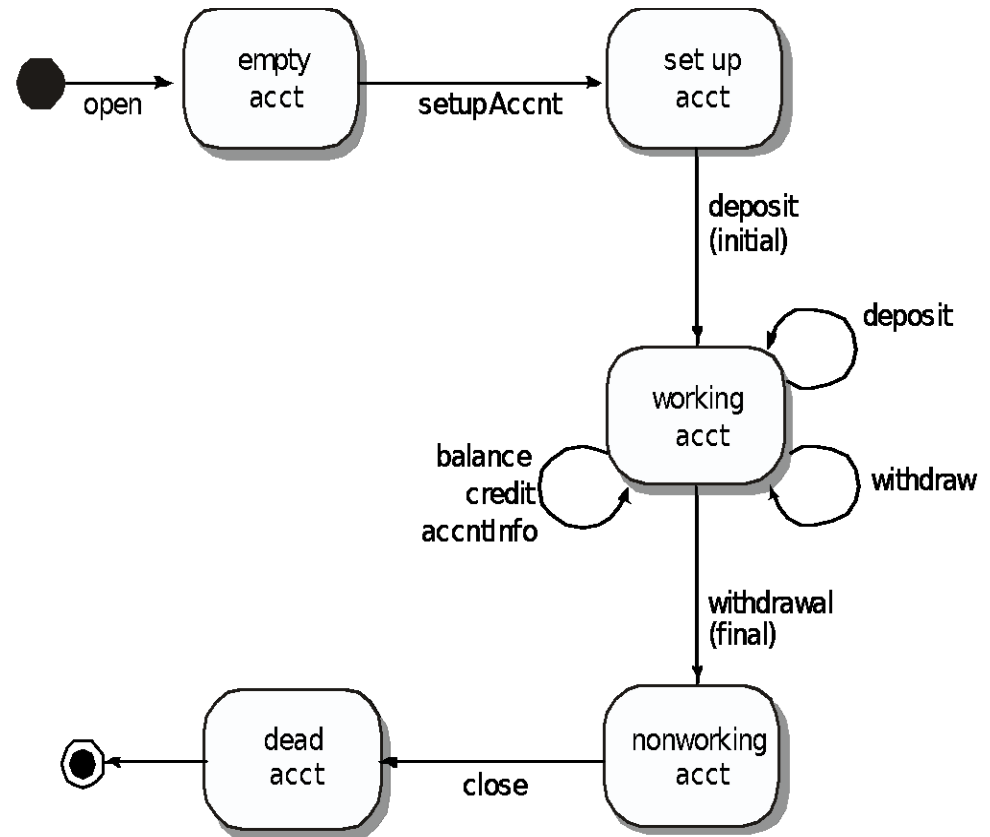 empty
acct
open
setupAccnt
set up
acct
deposit
(initial)
deposit
working
acct
balance
credit
accntInfo
withdraw
withdrawal
(final)
dead
acct
close
nonworking
acct